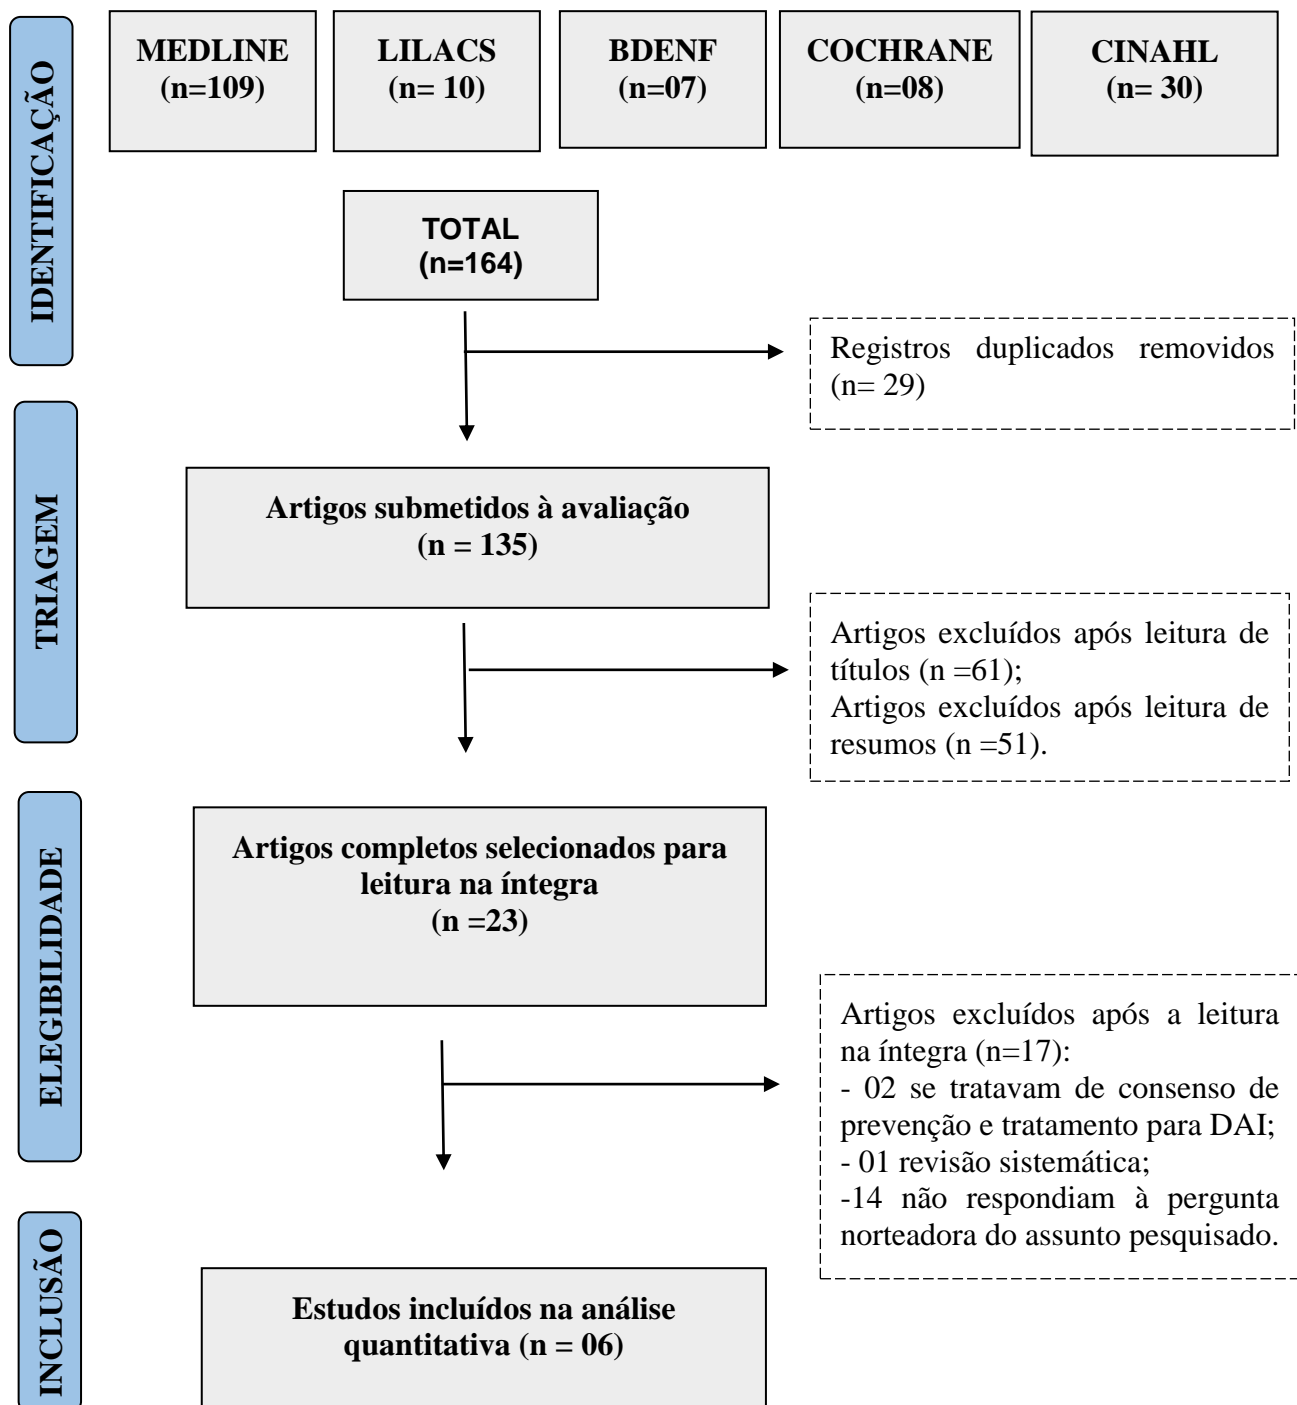 IDENTIFICAÇÃO
MEDLINE
(n=109)
LILACS
(n= 10)
BDENF
(n=07)
COCHRANE
(n=08)
CINAHL
(n= 30)
TOTAL
(n=164)
Registros duplicados removidos
(n= 29)
TRIAGEM
Artigos submetidos à avaliação
(n = 135)
Artigos excluídos após leitura de
títulos (n =61);
Artigos excluídos após leitura de
resumos (n =51).
ELEGIBILIDADE
Artigos completos selecionados para
leitura na íntegra
(n =23)
Artigos excluídos após a leitura
na íntegra (n=17):
- 02 se tratavam de consenso de
prevenção e tratamento para DAI;
- 01 revisão sistemática;
-14 não respondiam à pergunta
norteadora do assunto pesquisado.
INCLUSÃO
Estudos incluídos na análise
quantitativa (n = 06)